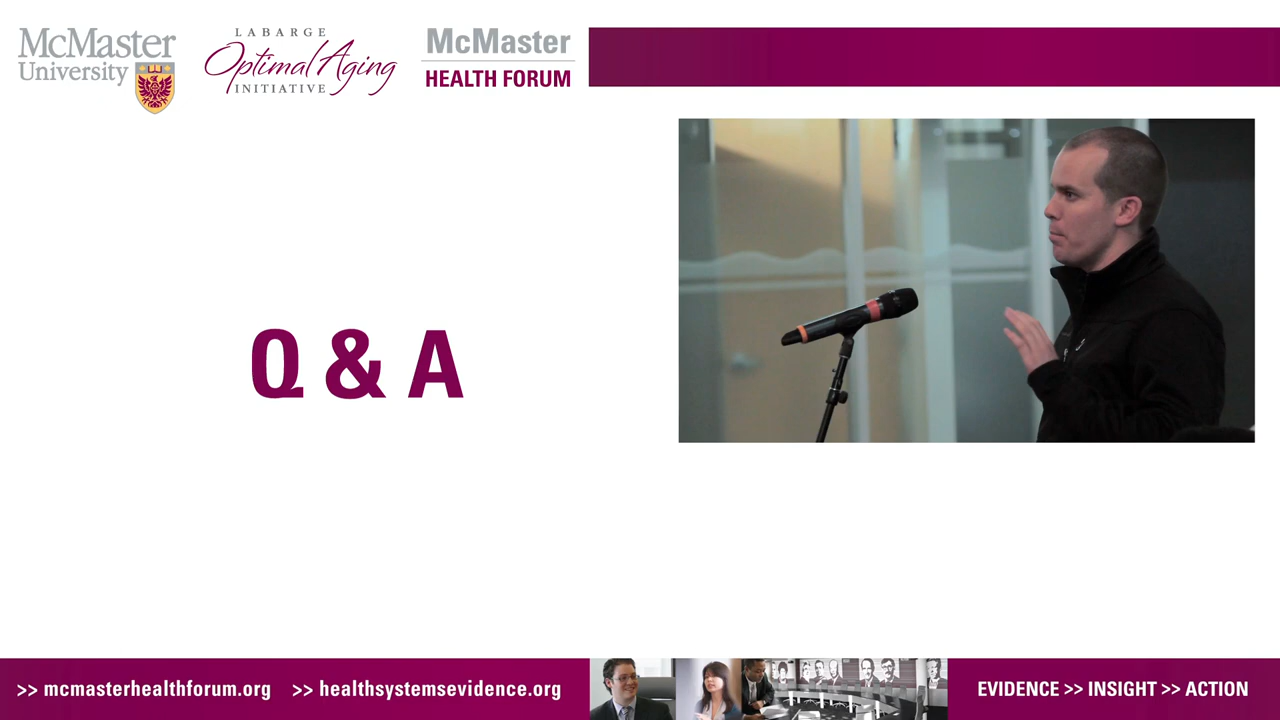 McMaster
University
LABARGE
Optimal Aging
INITIATIVE
McMaster
HEALTH FORUM
Q & A
>> mcmasterhealthforum.org >> healthsystemsevidence.org
EVIDENCE >> INSIGHT >> ACTION